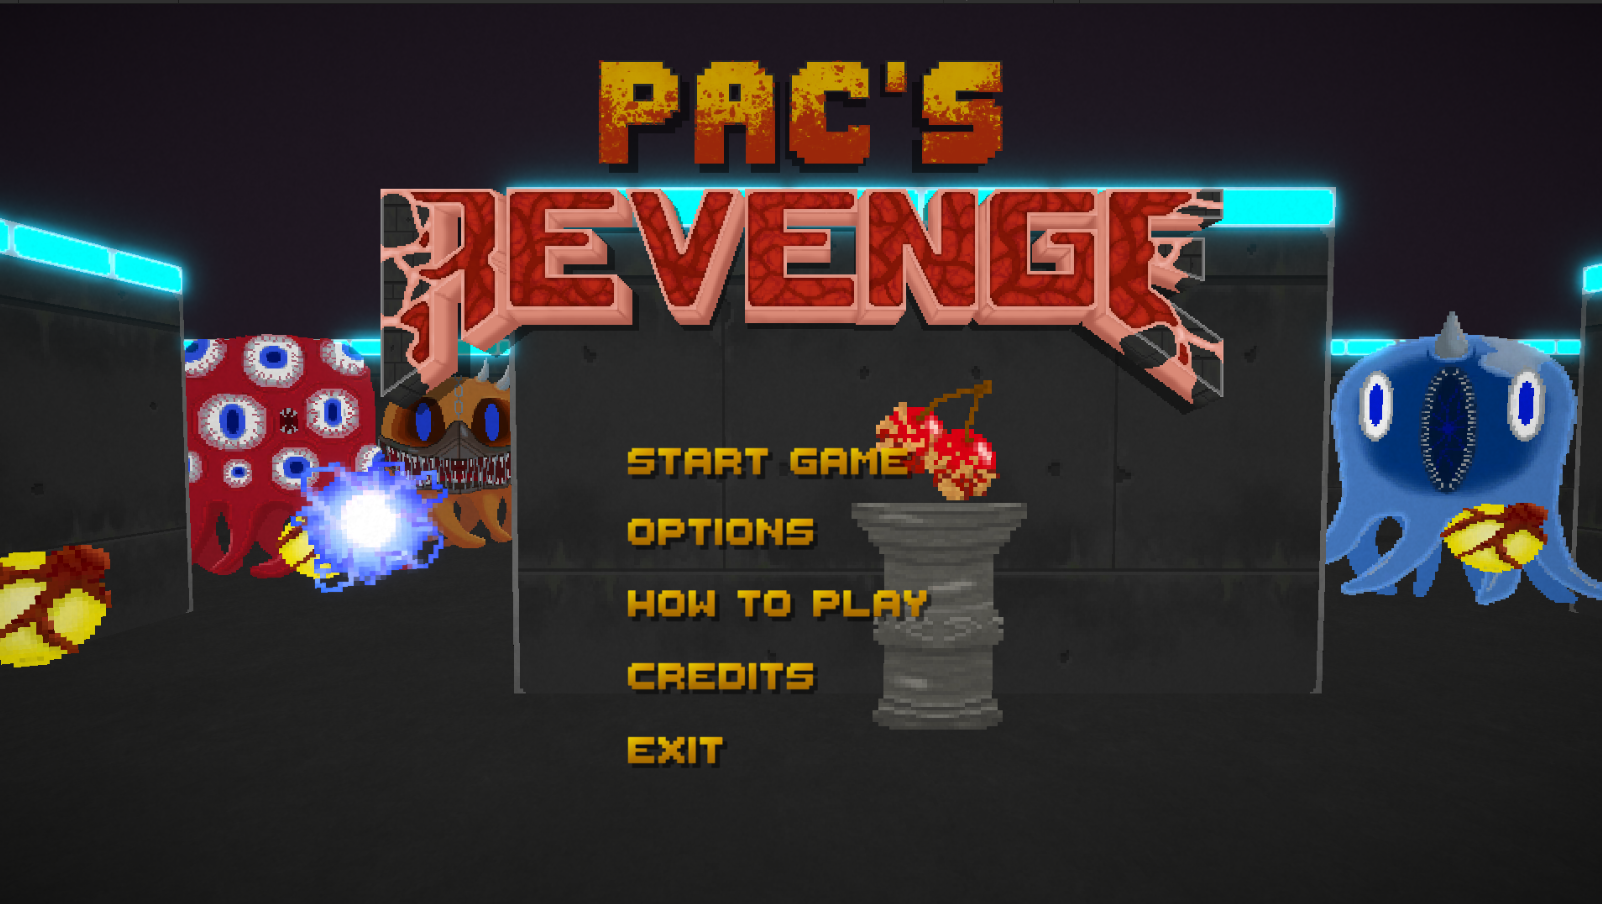 PAC'S
REVENGE
START GAME
OPTIONS
HOW TO PLAY
CREDITS
EXIT